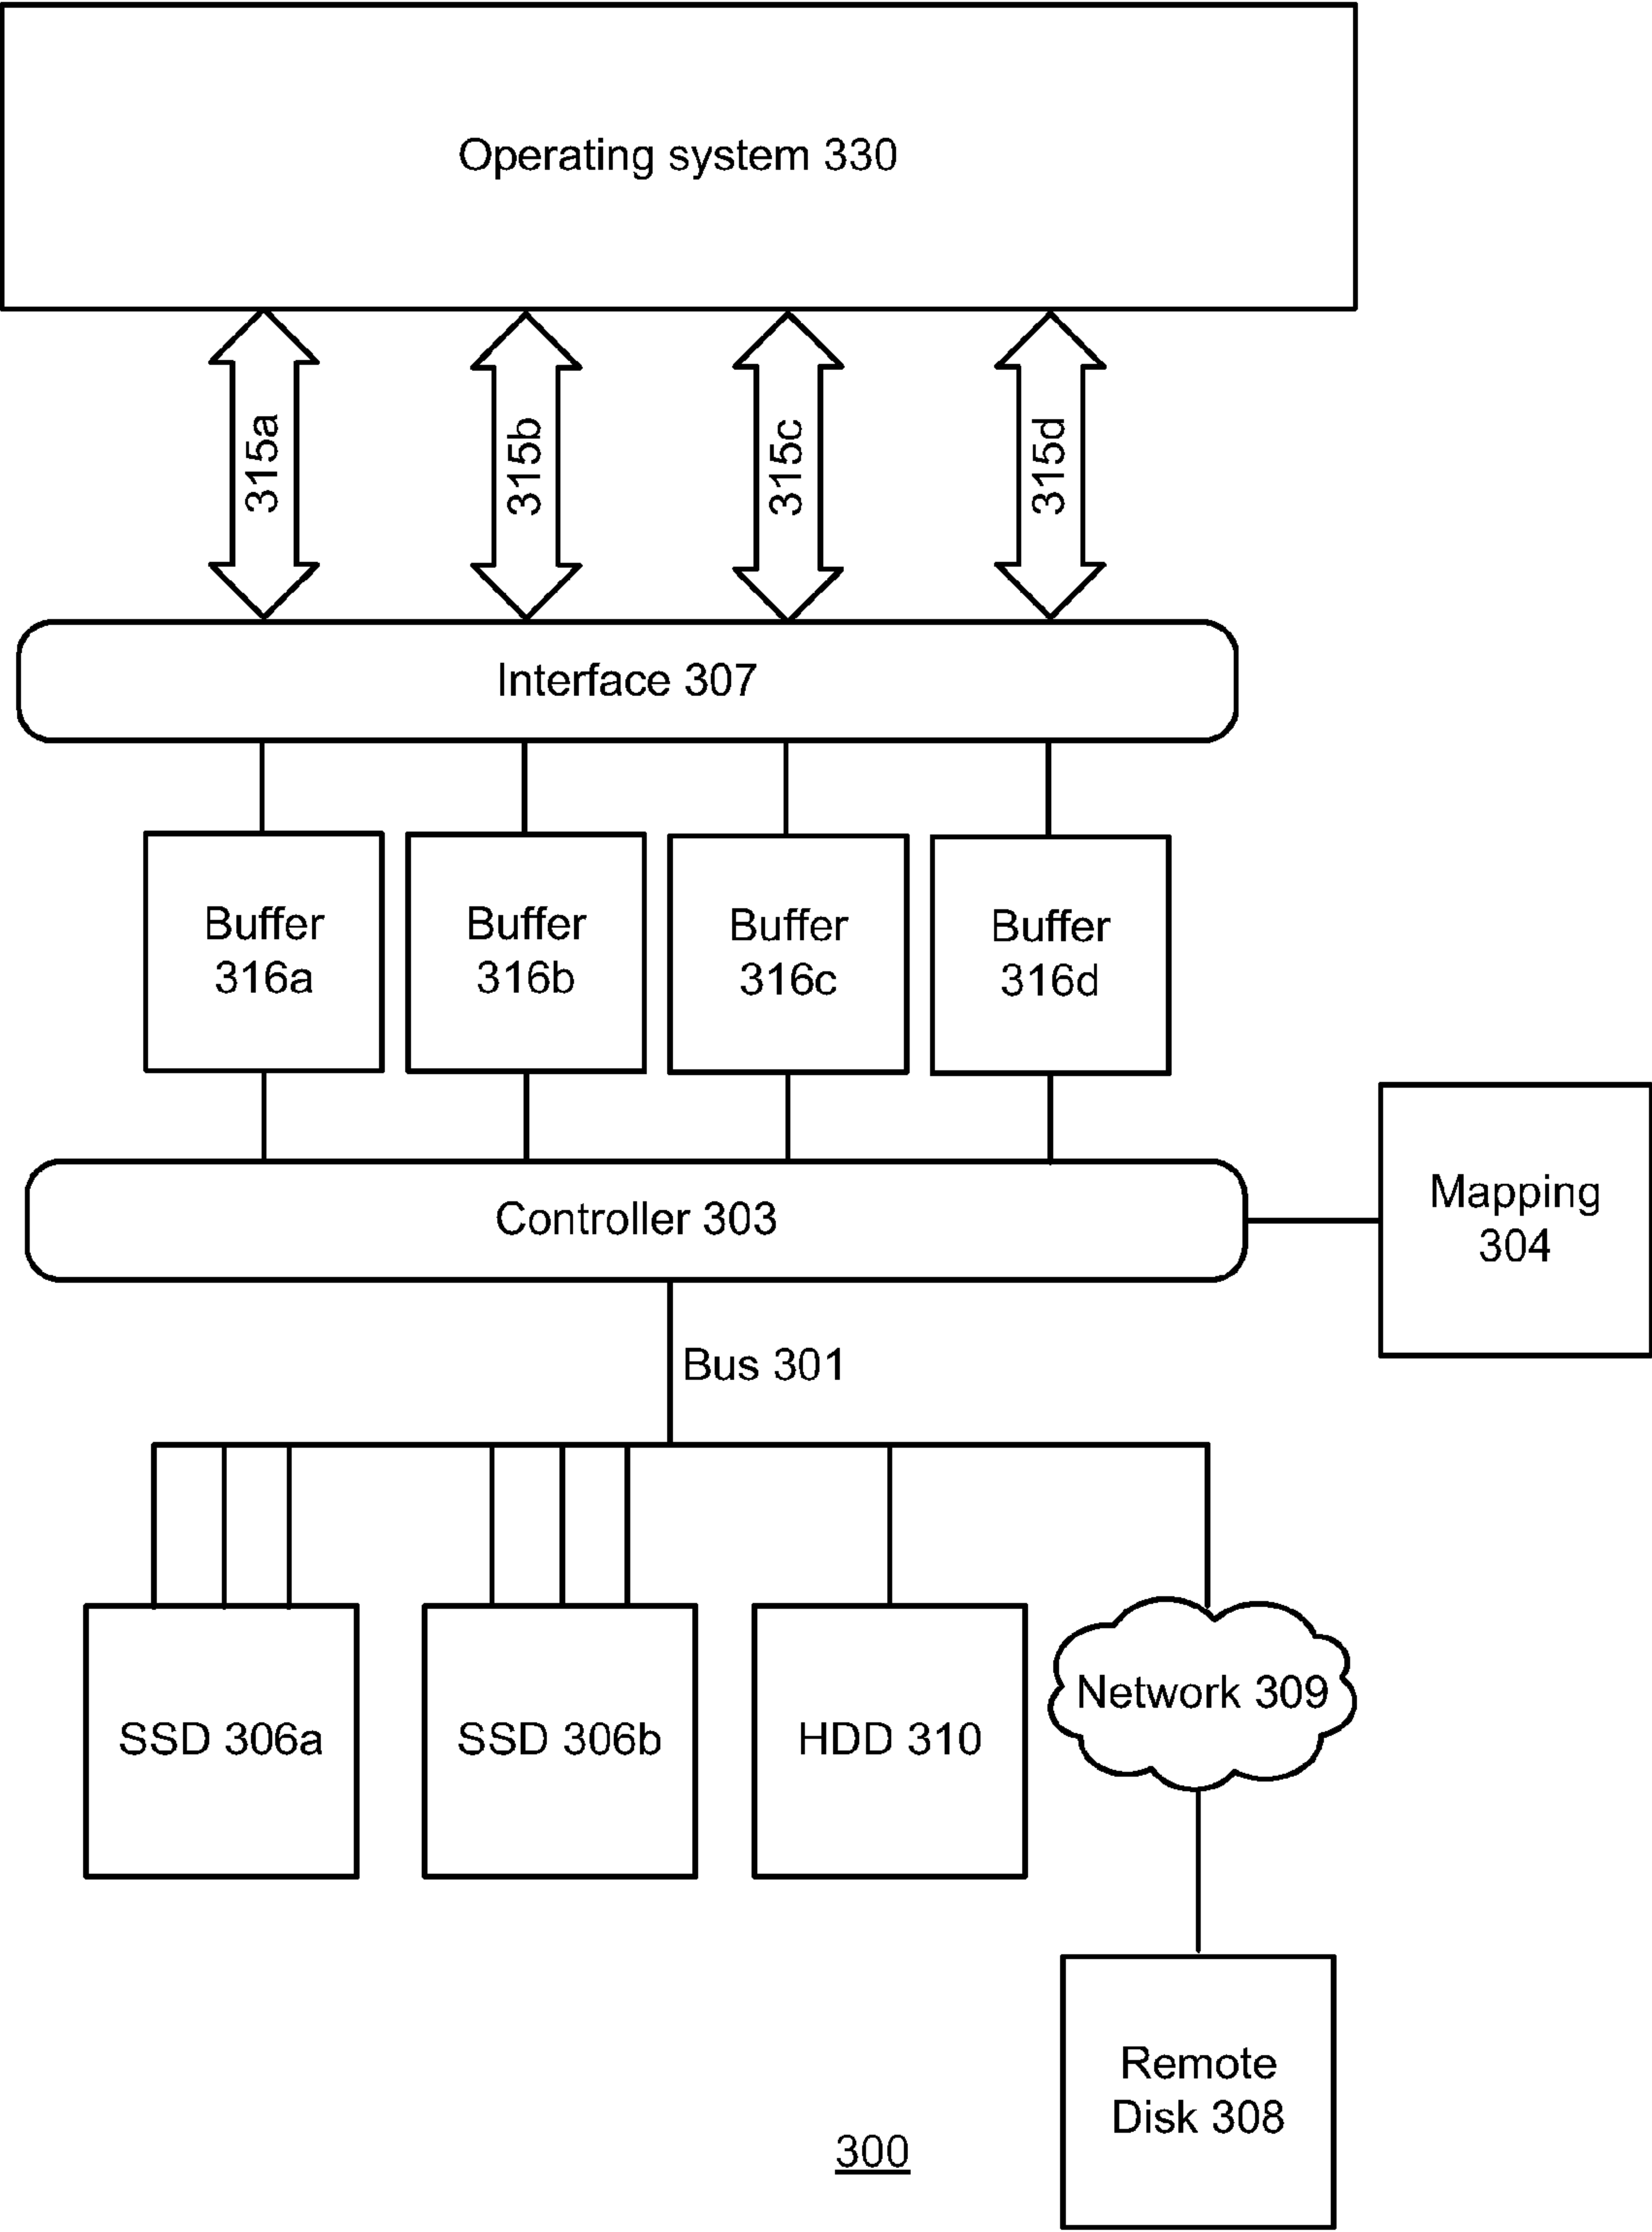 Operating system 330
315a
315b
315c
315d
Interface 307
Buffer
316a
Buffer
316b
Buffer
316c
Buffer
316d
Controller 303
Mapping
304
Bus 301
SSD 306a
SSD 306b
HDD 310
Network 309
Remote
Disk 308
300